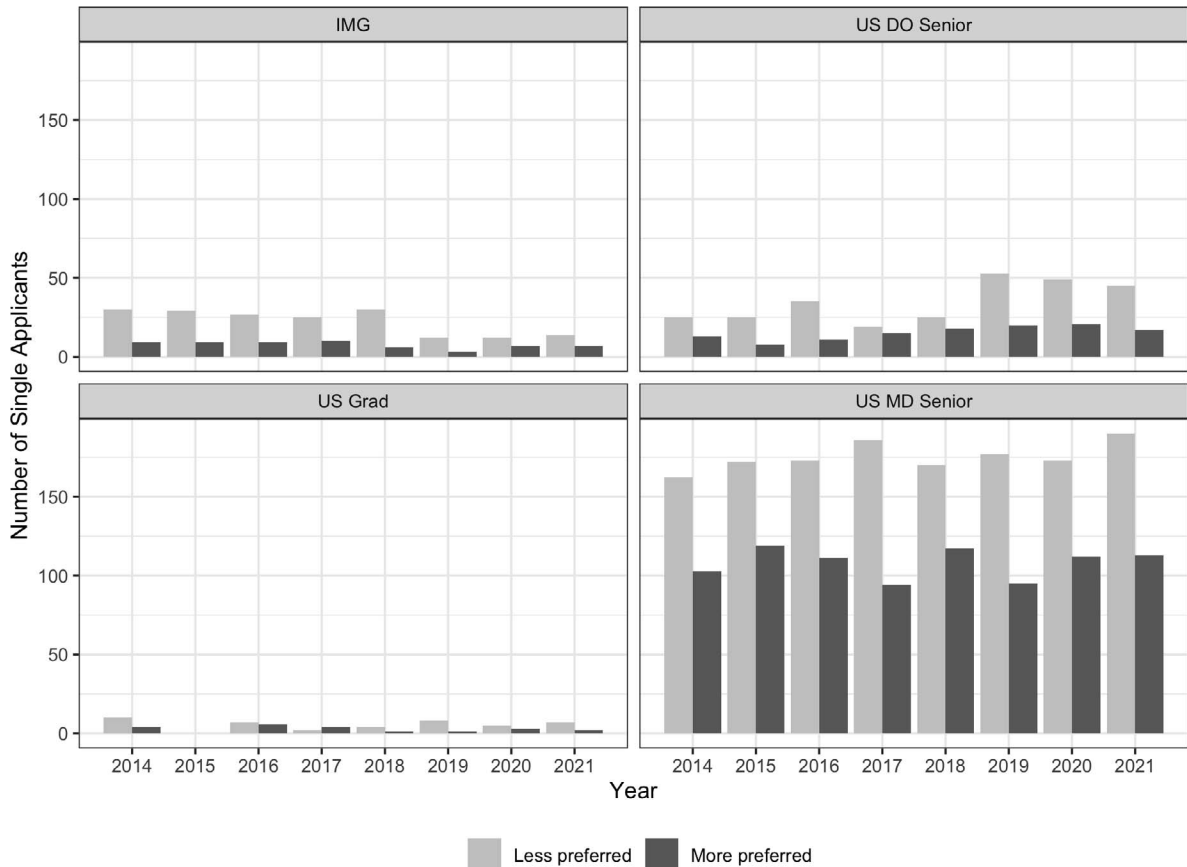 IMG
US DO Senior
150
100
50
0
US Grad
US MD Senior
150
100
50
0
Number of Single Applicants
2014 2015 2016 2017 2018 2019 2020 2021
2014 2015 2016 2017 2018 2019 2020 2021
Year
Less preferred
More preferred